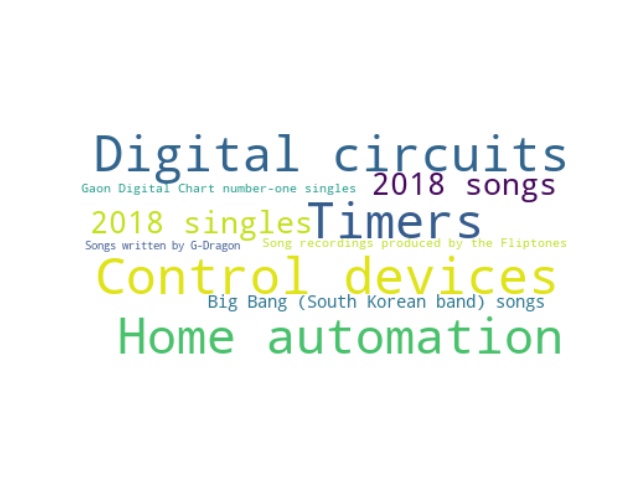 Digital circuits
Gaon Digital Chart number-one singles 2018 songs
2018 singles Timers
Songs written by G-Dragon Song recordings produced by the Fliptones
Control devices
Big Bang (South Korean band) songs
Home automation